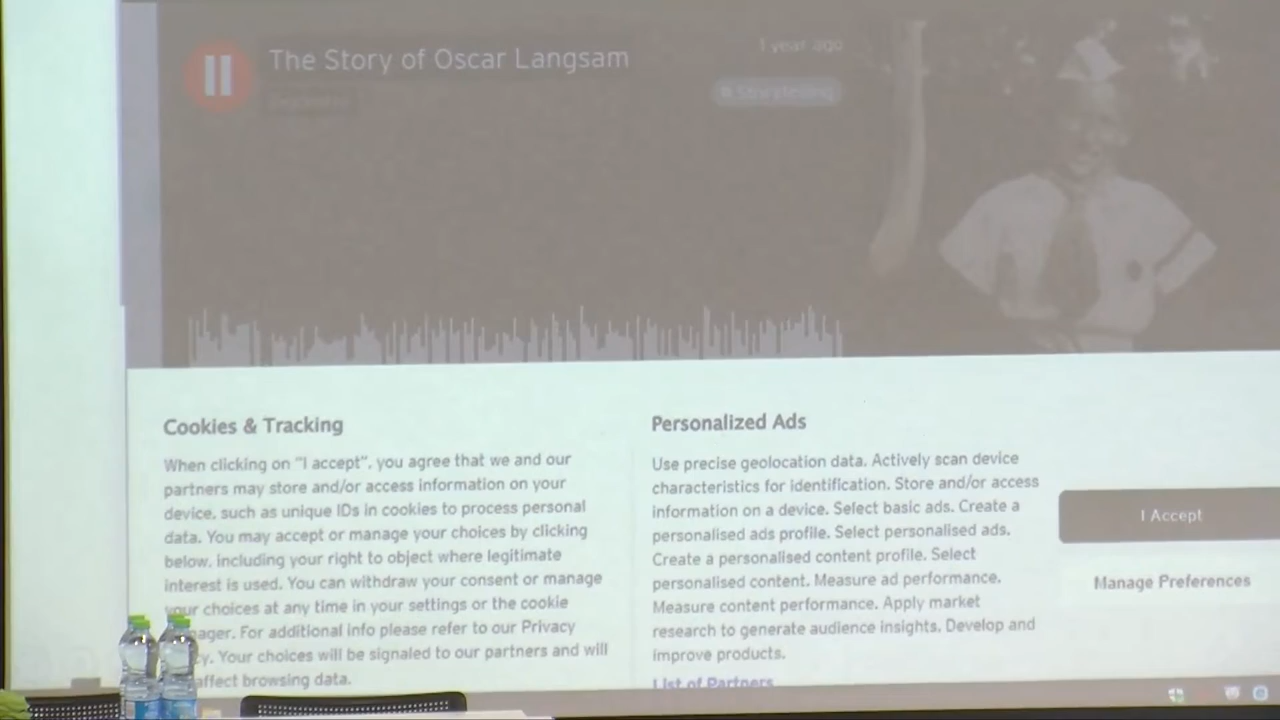 The Story of Oscar Langsam
1 year ago
# Storytelling
Cookies & Tracking
When clicking on "I accept", you agree that we and our
partners may store and/or access information on your
device, such as unique IDs in cookies to process personal
data. You may accept or manage your choices by clicking
below, including your right to object where legitimate
interest is used. You can withdraw your consent or manage
your choices at any time in your settings or the cookie
ager. For additional info please refer to our Privacy
y. Your choices will be signaled to our partners and will
affect browsing data.
Personalized Ads
Use precise geolocation data. Actively scan device
characteristics for identification. Store and/or access
information on a device. Select basic ads. Create a
personalised ads profile. Select personalised ads.
Create a personalised content profile. Select
personalised content. Measure ad performance.
Measure content performance. Apply market
research to generate audience insights. Develop and
improve products.
List of Partners
I Accept
Manage Preferences